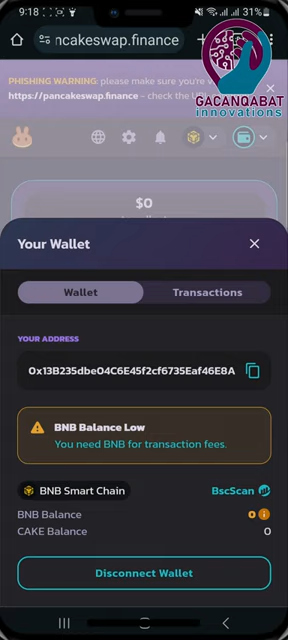 9:18
31%
ncakeswap.finance
GACANQABAT
innovations
PHISHING WARNING: please make sure you're v
https://pancakeswap.finance - check the U
$0
Your Wallet
Wallet
Transactions
YOUR ADDRESS
0x13B235dbe04C6E45f2cf6735Eaf46E8A
BNB Balance Low
You need BNB for transaction fees.
BNB Smart Chain
BscScan
BNB Balance
0
CAKE Balance
0
Disconnect Wallet